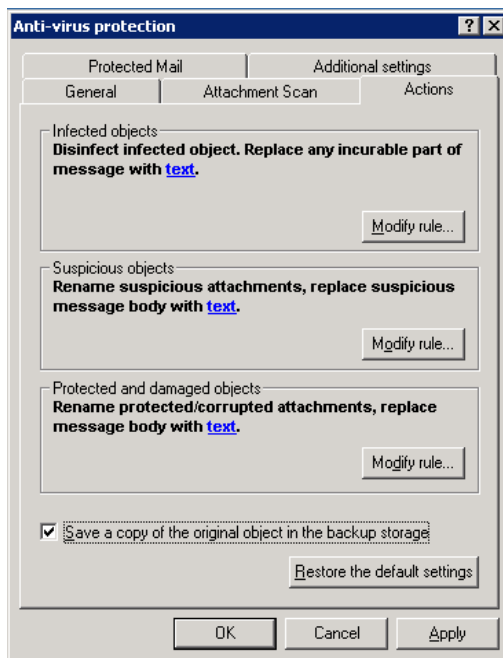 Anti-virus protection
Protected Mail
Additional settings
General
Attachment Scan
Actions
Infected objects
Disinfect infected object. Replace any incurable part of
message with text.
Modify rule...
Suspicious objects
Rename suspicious attachments, replace suspicious
message body with text.
Modify rule...
Protected and damaged objects
Rename protected/corrupted attachments, replace
message body with text.
Modify rule...
Save a copy of the original object in the backup storage
Restore the default settings
OK
Cancel
Apply